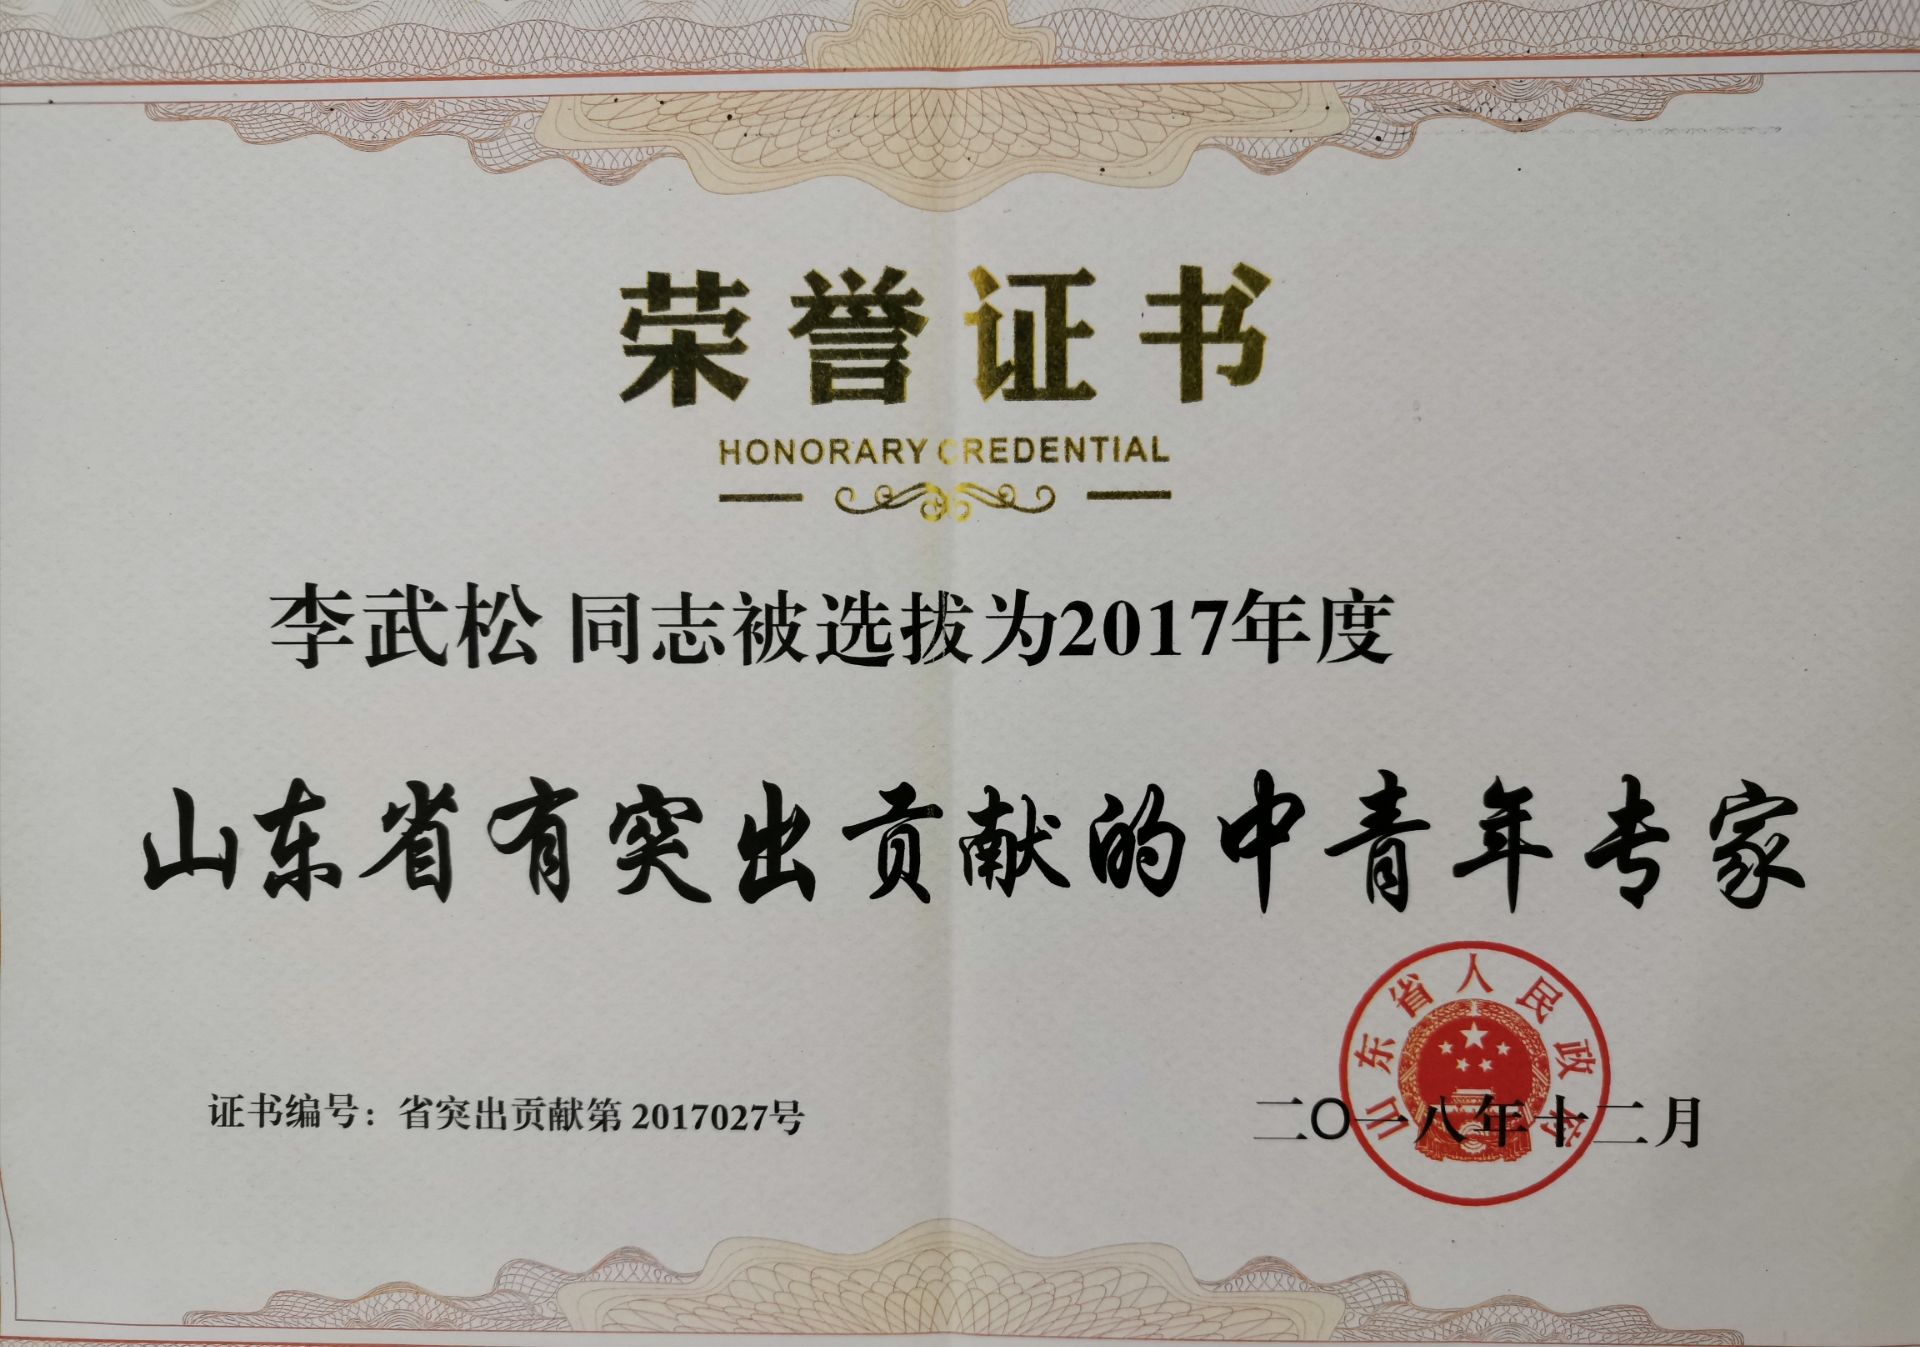 荣誉证书
HONORARY CREDENTIAL
李武松 同志被选拔为2017年度
山东省有突出贡献的中青年专家
山东省人民政府
证书编号：省突出贡献第 2017027号
二〇一八年十二月